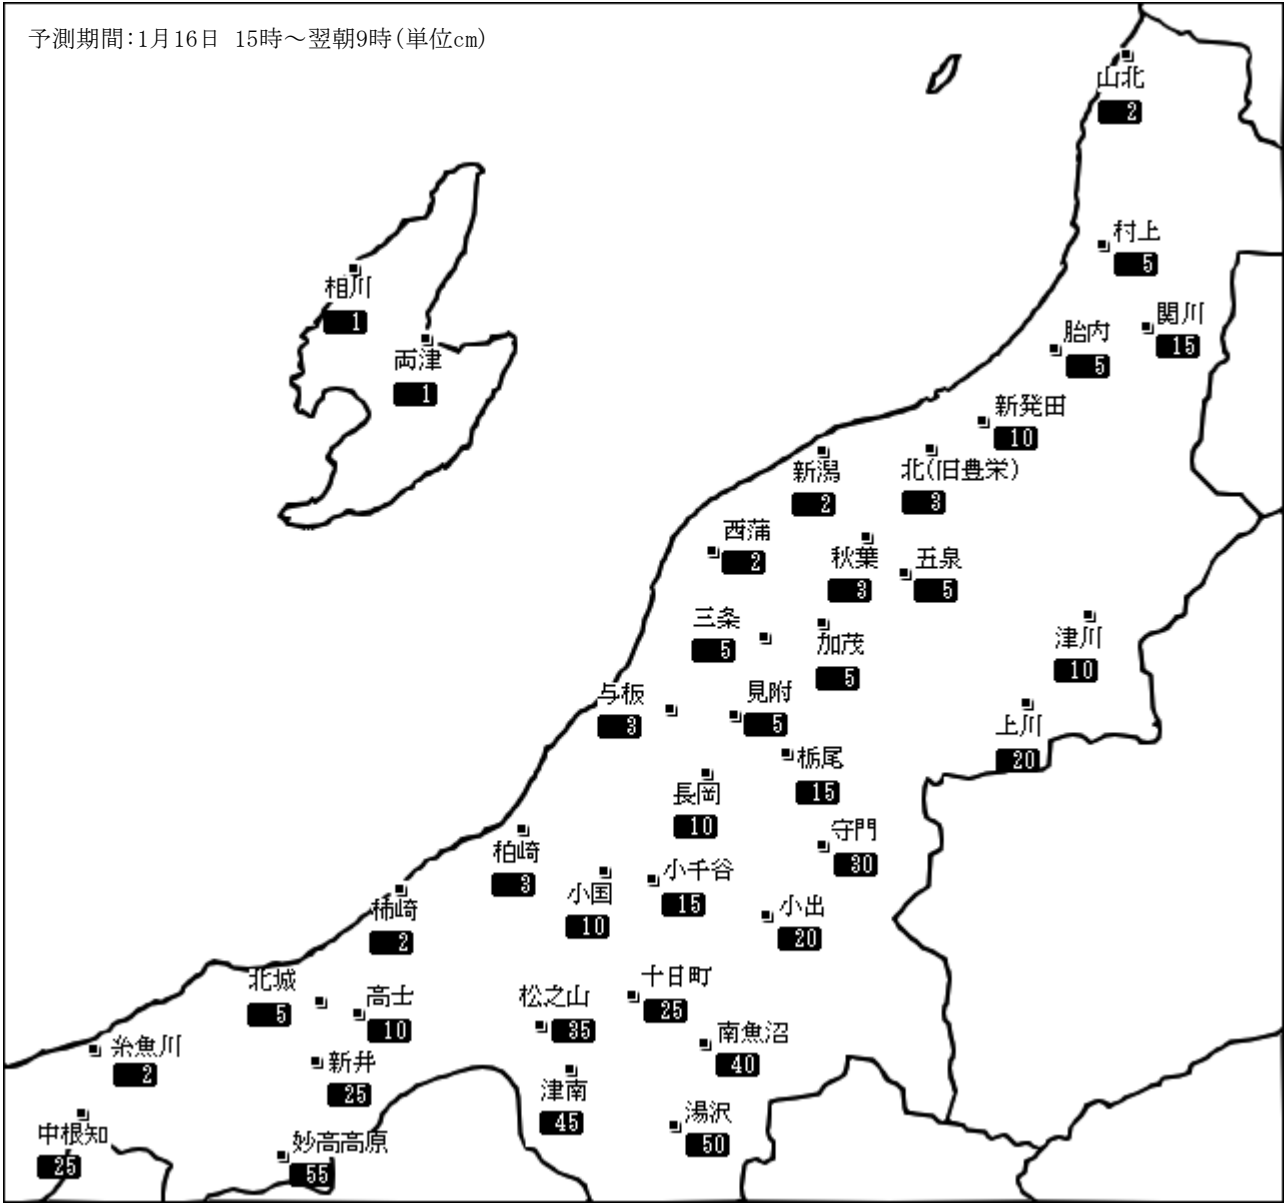 予測期間:1月16日 15時～翌朝9時(単位cm)
山北
2
村上
5
相川
1
関川
15
胎内
5
両津
1
新発田
10
新潟
2
北(旧豊栄)
3
西蒲
2
秋葉
3
五泉
5
三条
5
加茂
5
津川
10
与板
3
見附
5
上川
20
栃尾
15
長岡
10
守門
30
柏崎
3
小国
10
小千谷
15
小出
20
柿崎
2
北城
5
高士
10
松之山
35
十日町
25
南魚沼
40
糸魚川
2
新井
25
津南
45
湯沢
50
中根知
25
妙高高原
55